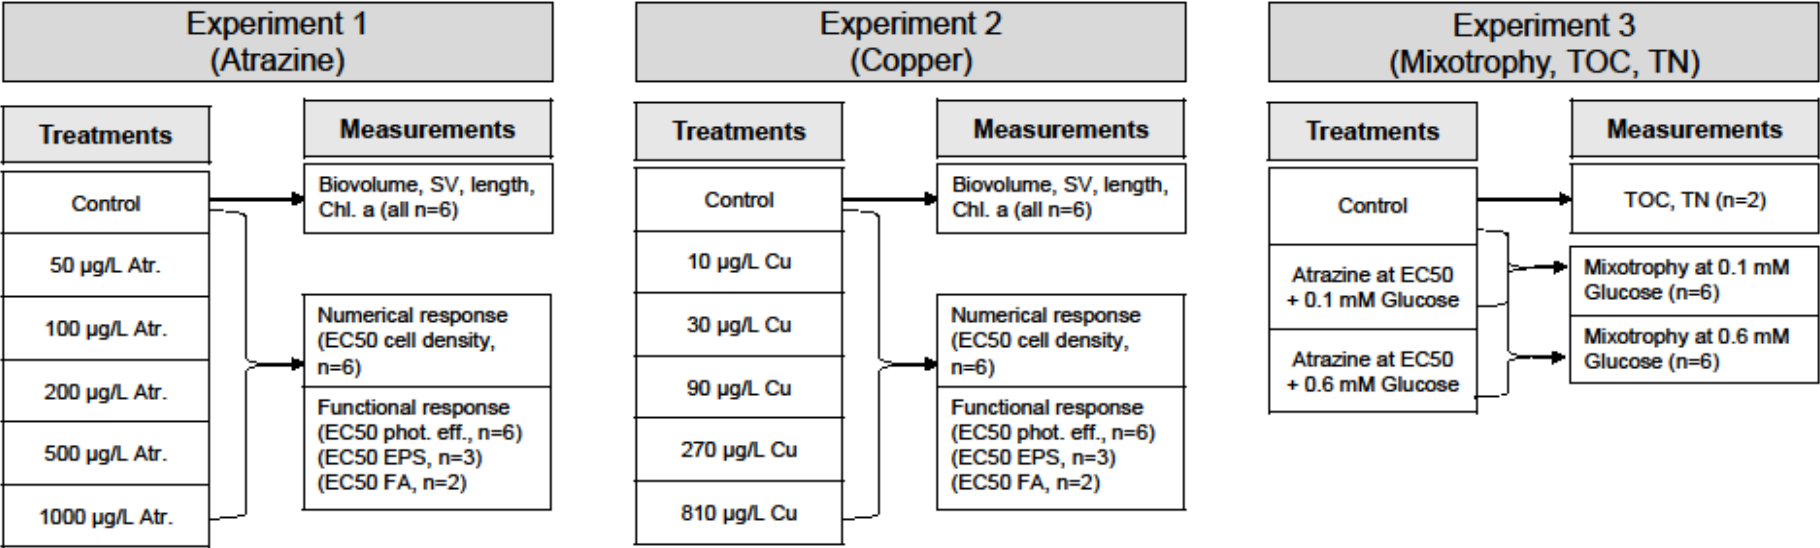 Experiment 1
(Atrazine)
Treatments
Measurements
Control
50 µg/L Atr.
100 µg/L Atr.
200 µg/L Atr.
500 µg/L Atr.
1000 µg/L Atr.
Biovolume, SV, length,
Chl. a (all n=6)
Numerical response
(EC50 cell density,
n=6)
Functional response
(EC50 phot. eff., n=6)
(EC50 EPS, n=3)
(EC50 FA, n=2)
Experiment 2
(Copper)
Treatments
Measurements
Control
10 µg/L Cu
30 µg/L Cu
90 µg/L Cu
270 µg/L Cu
810 µg/L Cu
Biovolume, SV, length,
Chl. a (all n=6)
Numerical response
(EC50 cell density,
n=6)
Functional response
(EC50 phot. eff., n=6)
(EC50 EPS, n=3)
(EC50 FA, n=2)
Experiment 3
(Mixotrophy, TOC, TN)
Treatments
Measurements
Control
Atrazine at EC50
+ 0.1 mM Glucose
Atrazine at EC50
+ 0.6 mM Glucose
TOC, TN (n=2)
Mixotrophy at 0.1 mM
Glucose (n=6)
Mixotrophy at 0.6 mM
Glucose (n=6)